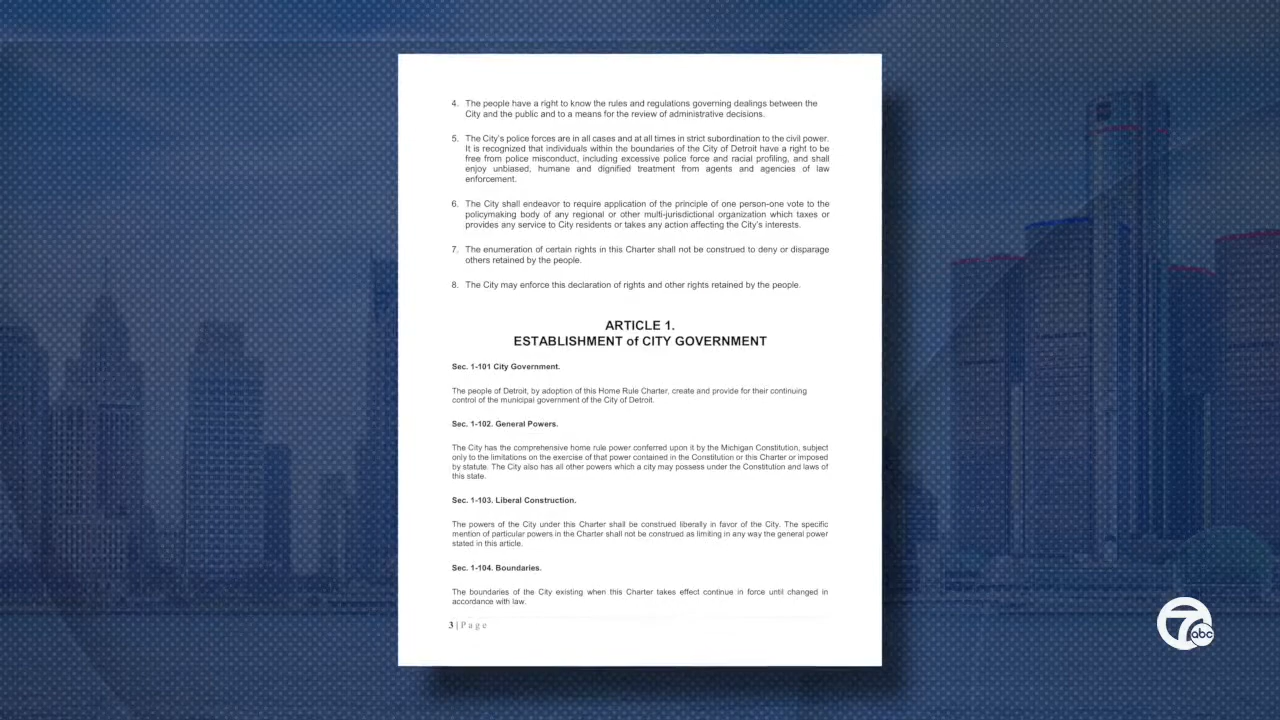 4. The people have a right to know the rules and regulations governing dealings between the
City and the public and to a means for the review of administrative decisions.
5. The City's police forces are in all cases and at all times in strict subordination to the civil power.
It is recognized that individuals within the boundaries of the City of Detroit have a right to be
free from police misconduct, including excessive police force and racial profiling, and shall
enjoy unbiased, humane and dignified treatment from agents and agencies of law
enforcement.
6. The City shall endeavor to require application of the principle of one person-one vote to the
policymaking body of any regional or other multi-jurisdictional organization which taxes or
provides any service to City residents or takes any action affecting the City's interests.
7. The enumeration of certain rights in this Charter shall not be construed to deny or disparage
others retained by the people.
8. The City may enforce this declaration of rights and other rights retained by the people.
ARTICLE 1.
ESTABLISHMENT of CITY GOVERNMENT
Sec. 1-101 City Government.
The people of Detroit, by adoption of this Home Rule Charter, create and provide for their continuing
control of the municipal government of the City of Detroit.
Sec. 1-102. General Powers.
The City has the comprehensive home rule power conferred upon it by the Michigan Constitution, subject
only to the limitations on the exercise of that power contained in the Constitution or this Charter or imposed
by statute. The City also has all other powers which a city may possess under the Constitution and laws of
this state.
Sec. 1-103. Liberal Construction.
The powers of the City under this Charter shall be construed liberally in favor of the City. The specific
mention of particular powers in the Charter shall not be construed as limiting in any way the general power
stated in this article.
Sec. 1-104. Boundaries.
The boundaries of the City existing when this Charter takes effect continue in force until changed in
accordance with law.
3 | P a g e
7 abc